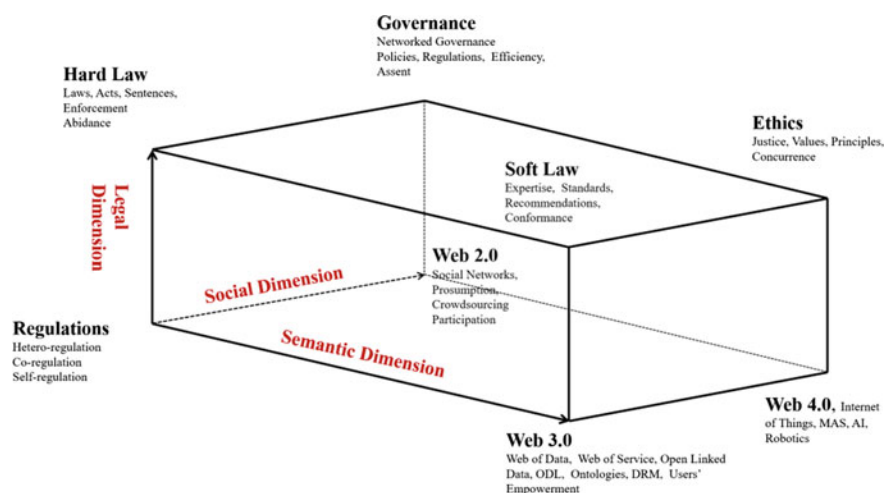 Governance
Networked Governance
Policies, Regulations, Efficiency,
Assent
Hard Law
Laws, Acts, Sentences,
Enforcement
Abidance
Ethics
Justice, Values, Principles,
Concurrence
Soft Law
Expertise, Standards,
Recommendations,
Conformance
Legal
Dimension
Social Dimension
Web 2.0
Social Networks,
Prosumption,
Crowdsourcing
Participation
Regulations
Hetero-regulation
Co-regulation
Self-regulation
Semantic Dimension
Web 4.0, Internet
of Things, MAS, AI,
Robotics
Web 3.0
Web of Data, Web of Service, Open Linked
Data, ODL, Ontologies, DRM, Users'
Empowerment